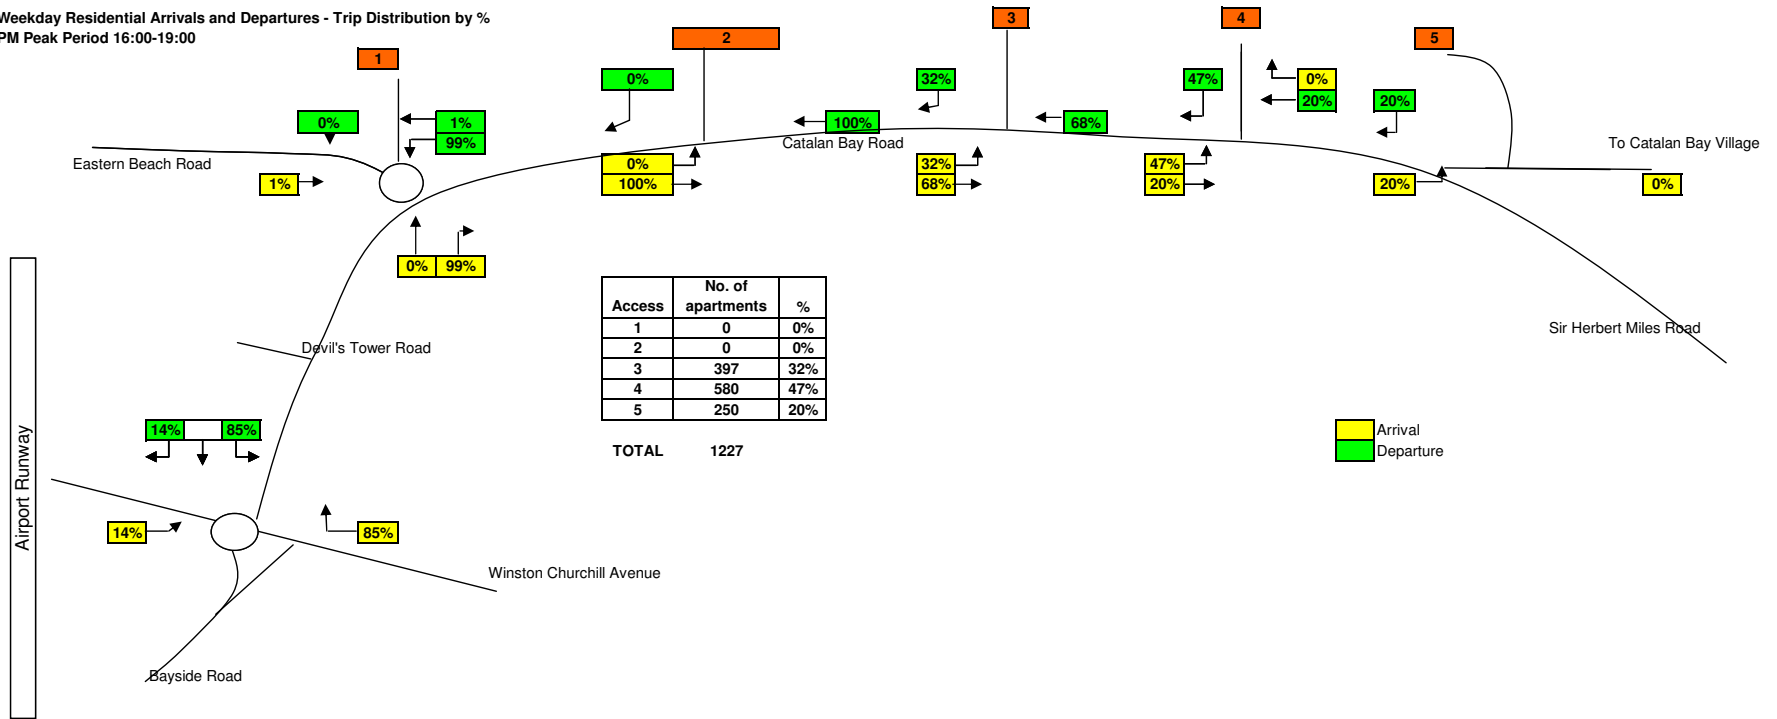 Weekday Residential Arrivals and Departures - Trip Distribution by %
PM Peak Period 16:00-19:00
1
2
3
4
5
0%
1%
99%
0%
32%
47%
0%
20%
20%
100%
68%
Eastern Beach Road
Catalan Bay Road
To Catalan Bay Village
1%
0%
100%
32%
68%
47%
20%
20%
0%
0% 99%
Access No. of apartments %
1 0 0%
2 0 0%
3 397 32%
4 580 47%
5 250 20%
TOTAL 1227
Devil's Tower Road
Sir Herbert Miles Road
14% 85%
Arrival
Departure
Airport Runway
14%
85%
Winston Churchill Avenue
Bayside Road